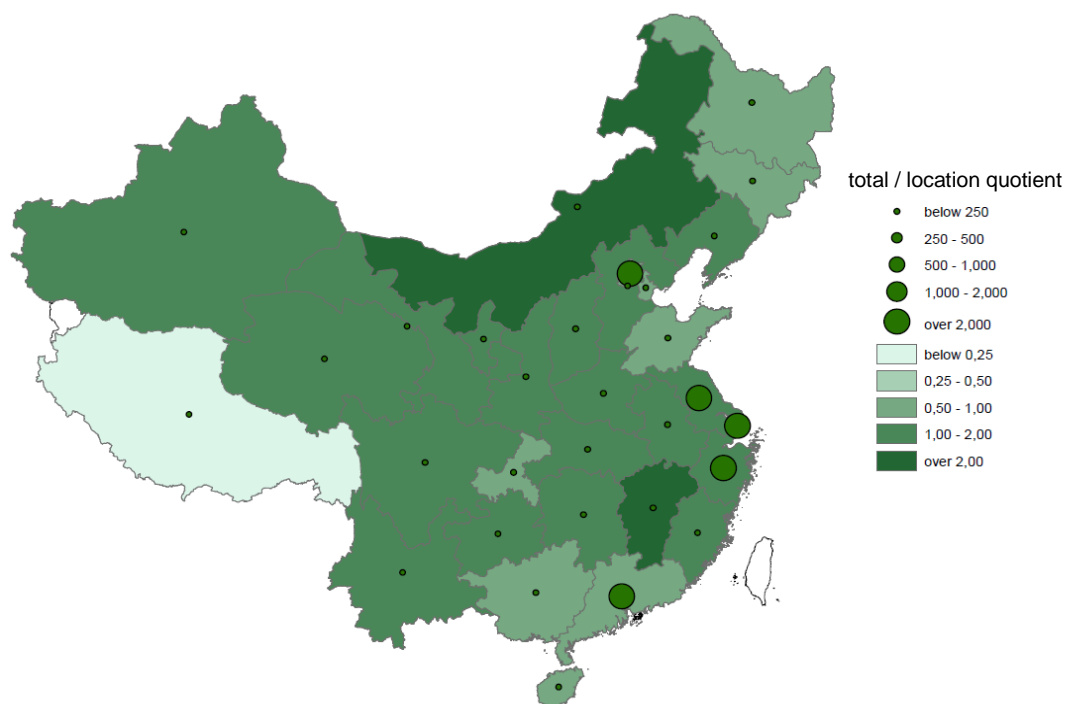 total / location quotient
below 250
250 - 500
500 - 1,000
1,000 - 2,000
over 2,000
below 0,25
0,25 - 0,50
0,50 - 1,00
1,00 - 2,00
over 2,00